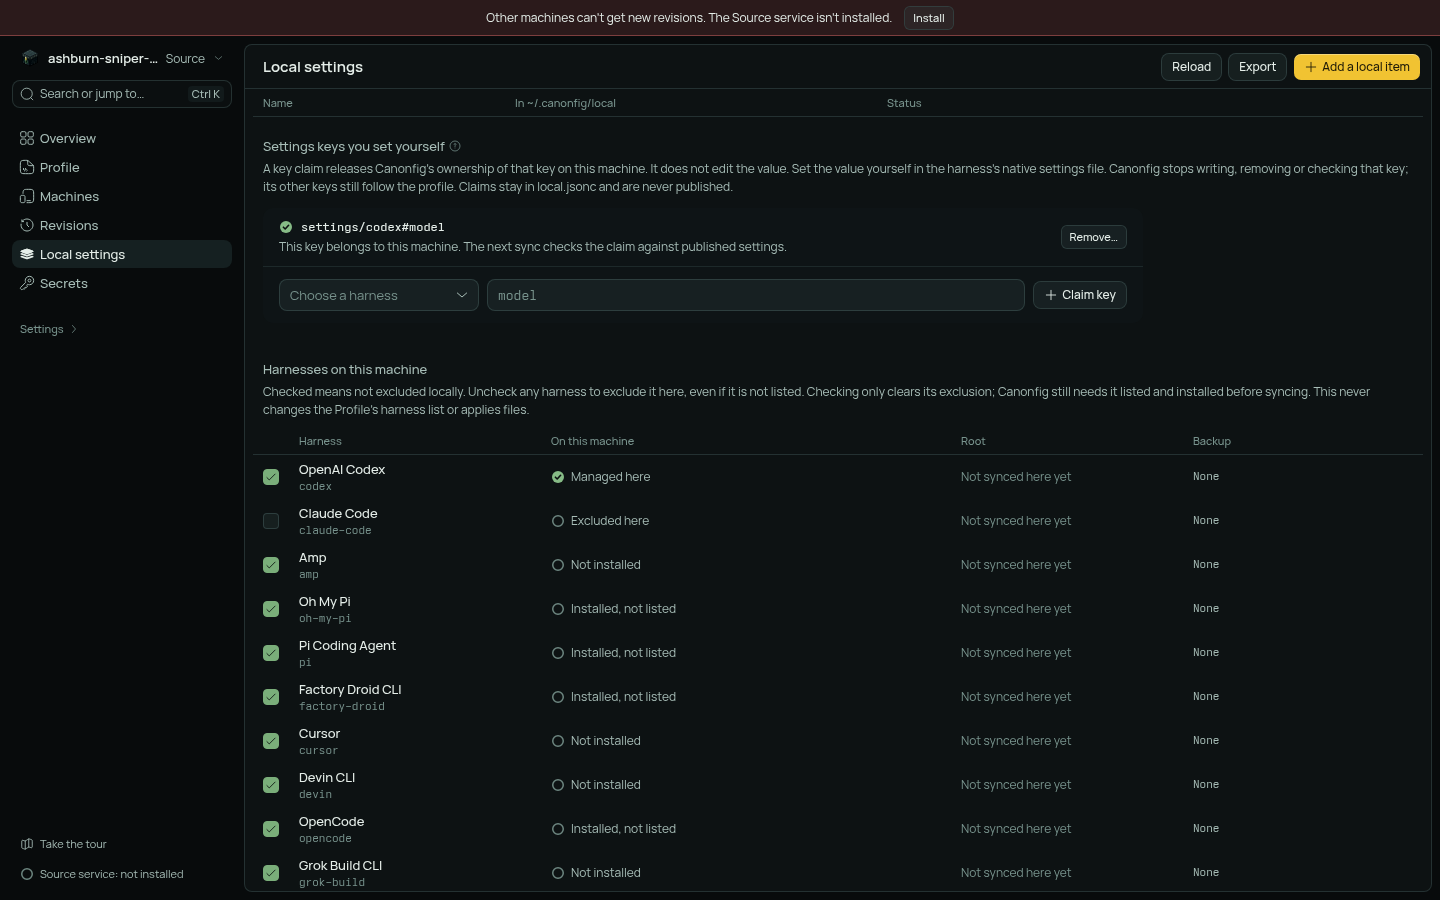 Other machines can't get new revisions. The Source service isn't installed. Install
ashburn-sniper-… Source
Search or jump to… Ctrl K
Overview
Profile
Machines
Revisions
Local settings
Secrets
Settings
Take the tour
Source service: not installed
Local settings
Reload Export Add a local item
Name In ~/.canonfig/local Status
Settings keys you set yourself
A key claim releases Canonfig's ownership of that key on this machine. It does not edit the value. Set the value yourself in the harness's native settings file. Canonfig stops writing, removing or checking that key;
its other keys still follow the profile. Claims stay in local.jsonc and are never published.
settings/codex#model
This key belongs to this machine. The next sync checks the claim against published settings.
Remove…
Choose a harness model Claim key
Harnesses on this machine
Checked means not excluded locally. Uncheck any harness to exclude it here, even if it is not listed. Checking only clears its exclusion; Canonfig still needs it listed and installed before syncing. This never
changes the Profile's harness list or applies files.
Harness On this machine Root Backup
OpenAI Codex
codex
Managed here Not synced here yet None
Claude Code
claude-code
Excluded here Not synced here yet None
Amp
amp
Not installed Not synced here yet None
Oh My Pi
oh-my-pi
Installed, not listed Not synced here yet None
Pi Coding Agent
pi
Installed, not listed Not synced here yet None
Factory Droid CLI
factory-droid
Installed, not listed Not synced here yet None
Cursor
cursor
Not installed Not synced here yet None
Devin CLI
devin
Not installed Not synced here yet None
OpenCode
opencode
Installed, not listed Not synced here yet None
Grok Build CLI
grok-build
Not installed Not synced here yet None